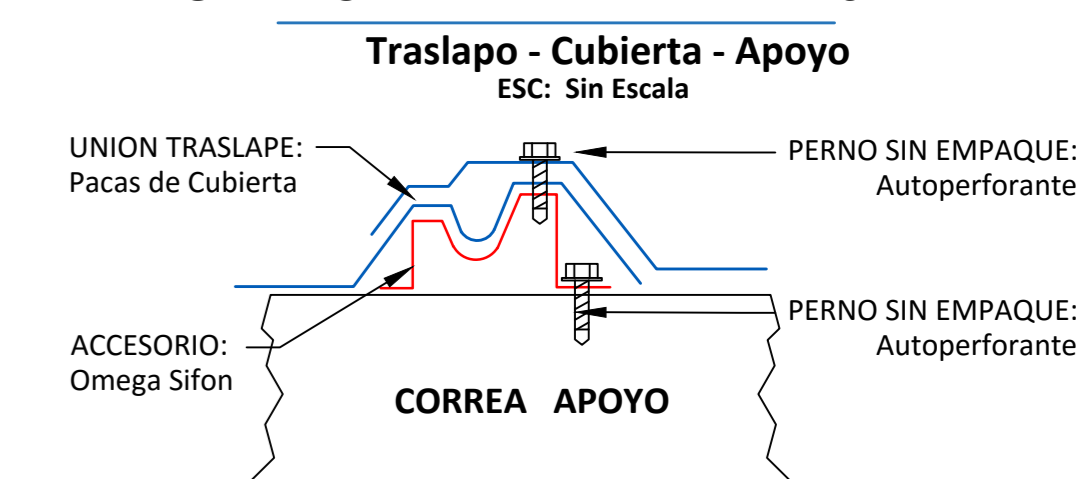 Traslapo - Cubierta - Apoyo
ESC: Sin Escala
UNION TRASLAPE:
Pacas de Cubierta
PERNO SIN EMPAQUE:
Autoperforante
ACCESORIO:
Omega Sifon
PERNO SIN EMPAQUE:
Autoperforante
CORREA APOYO